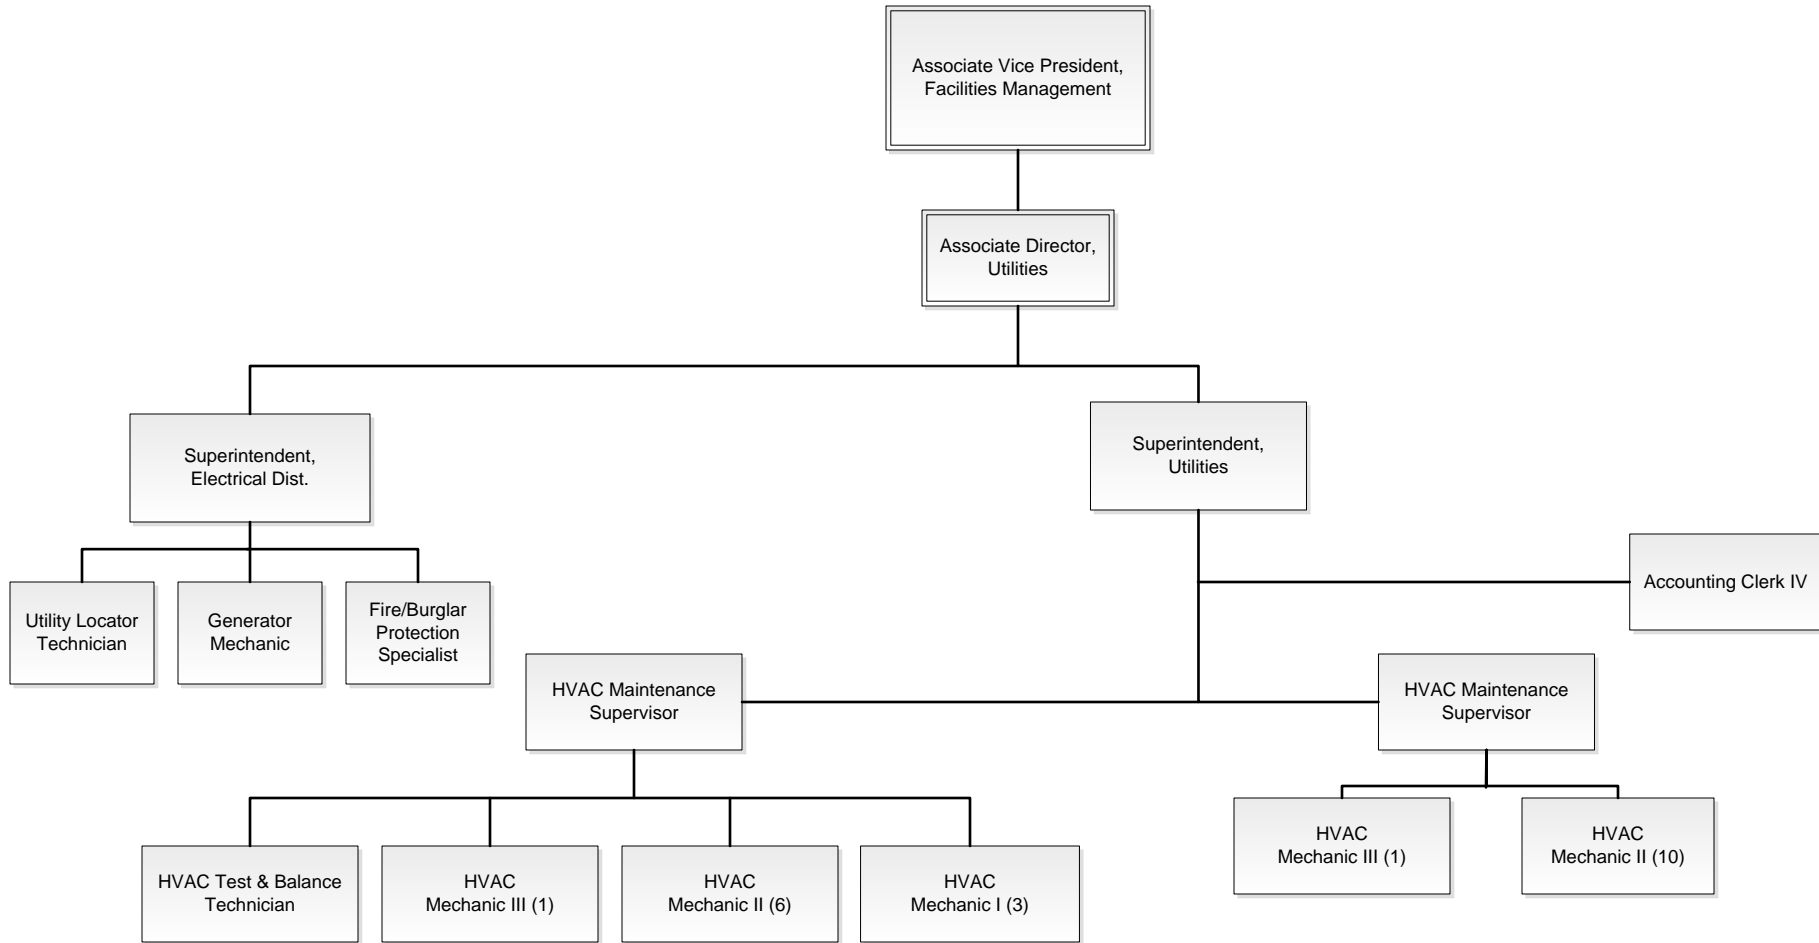 Associate Vice President,
Facilities Management
Associate Director,
Utilities
Superintendent,
Electrical Dist.
Superintendent,
Utilities
Accounting Clerk IV
Utility Locator
Technician
Generator
Mechanic
Fire/Burglar
Protection
Specialist
HVAC Maintenance
Supervisor
HVAC Maintenance
Supervisor
HVAC Test & Balance
Technician
HVAC
Mechanic III (1)
HVAC
Mechanic II (6)
HVAC
Mechanic I (3)
HVAC
Mechanic III (1)
HVAC
Mechanic II (10)